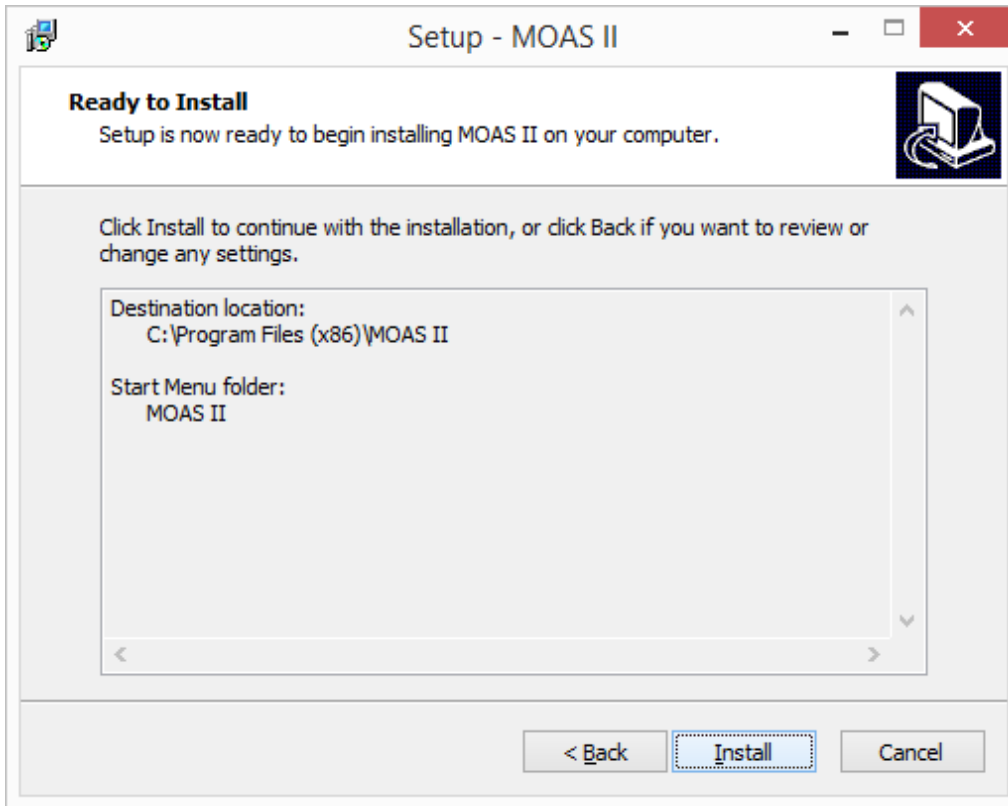 Setup - MOAS II
Ready to Install
Setup is now ready to begin installing MOAS II on your computer.
Click Install to continue with the installation, or click Back if you want to review or
change any settings.
Destination location:
C:\Program Files (x86)\MOAS II
Start Menu folder:
MOAS II
< Back
Install
Cancel